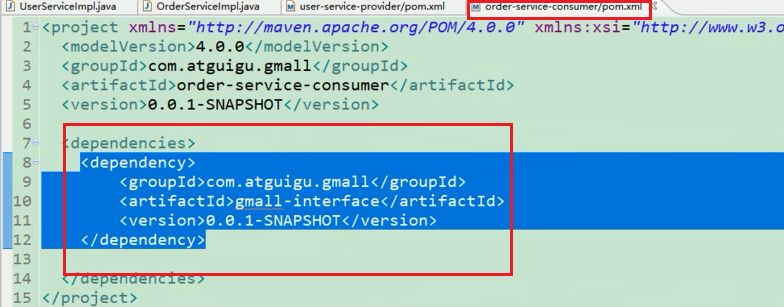 UserServiceImpl.java OrderServiceImpl.java user-service-provider/pom.xml order-service-consumer/pom.xml
1 <project xmlns="http://maven.apache.org/POM/4.0.0" xmlns:xsi="http://www.w3.o
2 <modelVersion>4.0.0</modelVersion>
3 <groupId>com.atguigu.gmall</groupId>
4 <artifactId>order-service-consumer</artifactId>
5 <version>0.0.1-SNAPSHOT</version>
6
7 <dependencies>
8 <dependency>
9 <groupId>com.atguigu.gmall</groupId>
10 <artifactId>gmall-interface</artifactId>
11 <version>0.0.1-SNAPSHOT</version>
12 </dependency>
13
14 </dependencies>
15 </project>